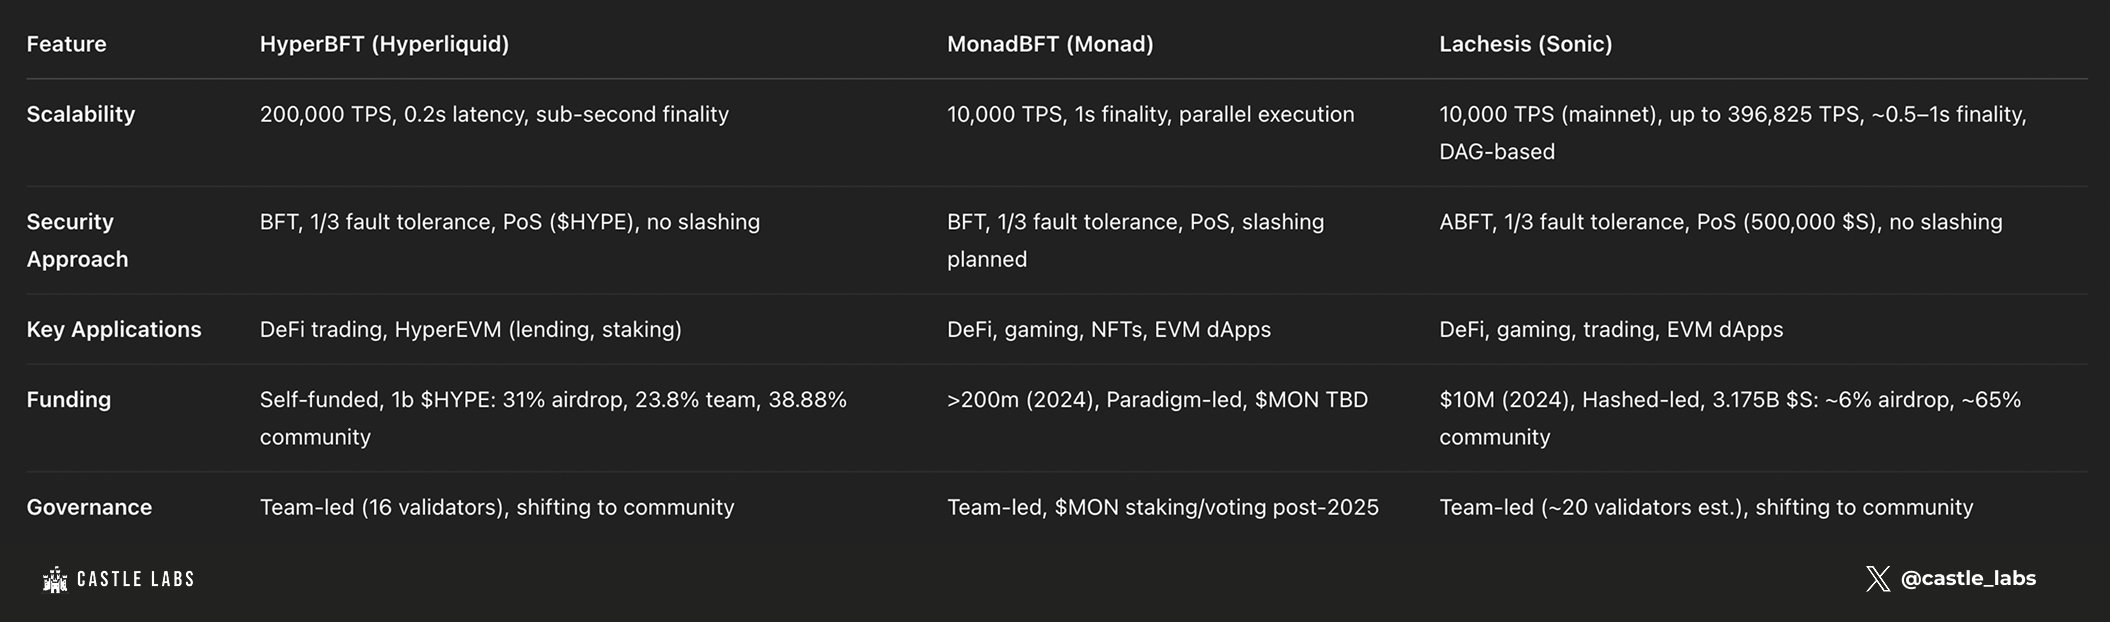 Feature HyperBFT (Hyperliquid) MonadBFT (Monad) Lachesis (Sonic)
Scalability 200,000 TPS, 0.2s latency, sub-second finality 10,000 TPS, 1s finality, parallel execution 10,000 TPS (mainnet), up to 396,825 TPS, ~0.5–1s finality,
DAG-based
Security BFT, 1/3 fault tolerance, PoS ($HYPE), no slashing BFT, 1/3 fault tolerance, PoS, slashing ABFT, 1/3 fault tolerance, PoS (500,000 $S), no slashing
Approach planned
Key Applications DeFi trading, HyperEVM (lending, staking) DeFi, gaming, NFTs, EVM dApps DeFi, gaming, trading, EVM dApps
Funding Self-funded, 1b $HYPE: 31% airdrop, 23.8% team, 38.88% >200m (2024), Paradigm-led, $MON TBD $10M (2024), Hashed-led, 3.175B $S: ~6% airdrop, ~65%
community community
Governance Team-led (16 validators), shifting to community Team-led, $MON staking/voting post-2025 Team-led (~20 validators est.), shifting to community
CASTLE LABS @castle_labs